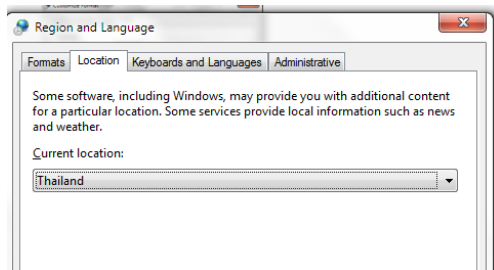 Region and Language
Formats Location Keyboards and Languages Administrative
Some software, including Windows, may provide you with additional content
for a particular location. Some services provide local information such as news
and weather.
Current location:
Thailand